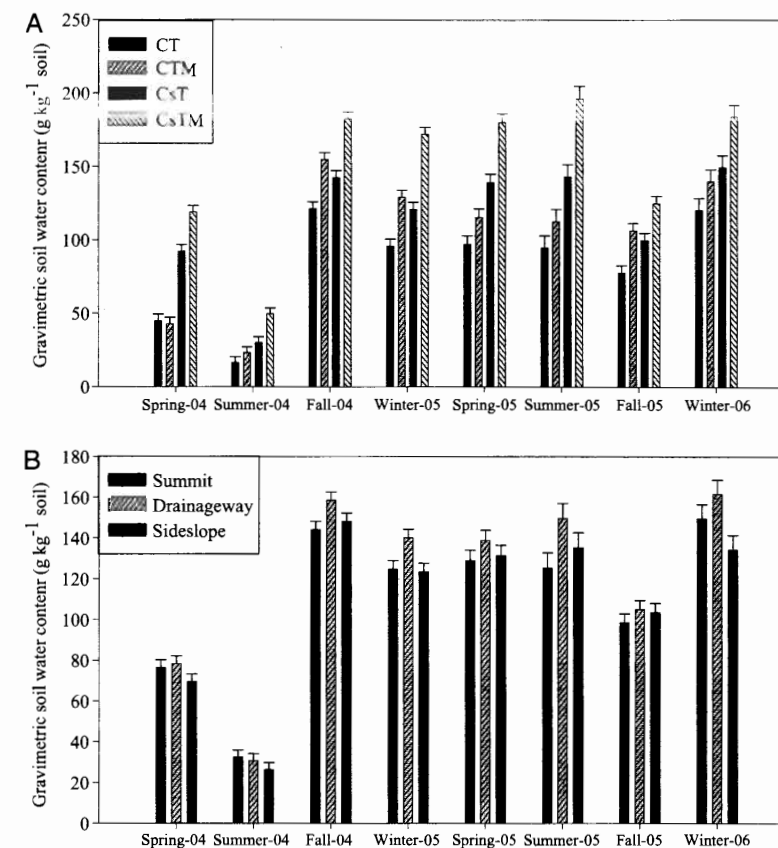 A
250
200
150
100
50
0
Gravimetric soil water contenr (g kg⁻¹ soil)
CT
CTM
CsT
CsTM
Spring-04 Summer-04 Fall-04 Winter-05 Spring-05 Summer-05 Fall-05 Winter-06
B
180
160
140
120
100
80
60
40
20
0
Gravimetric soil water contenr (g kg⁻¹ soil)
Summit
Drainageway
Sideslope
Spring-04 Summer-04 Fall-04 Winter-05 Spring-05 Summer-05 Fall-05 Winter-06